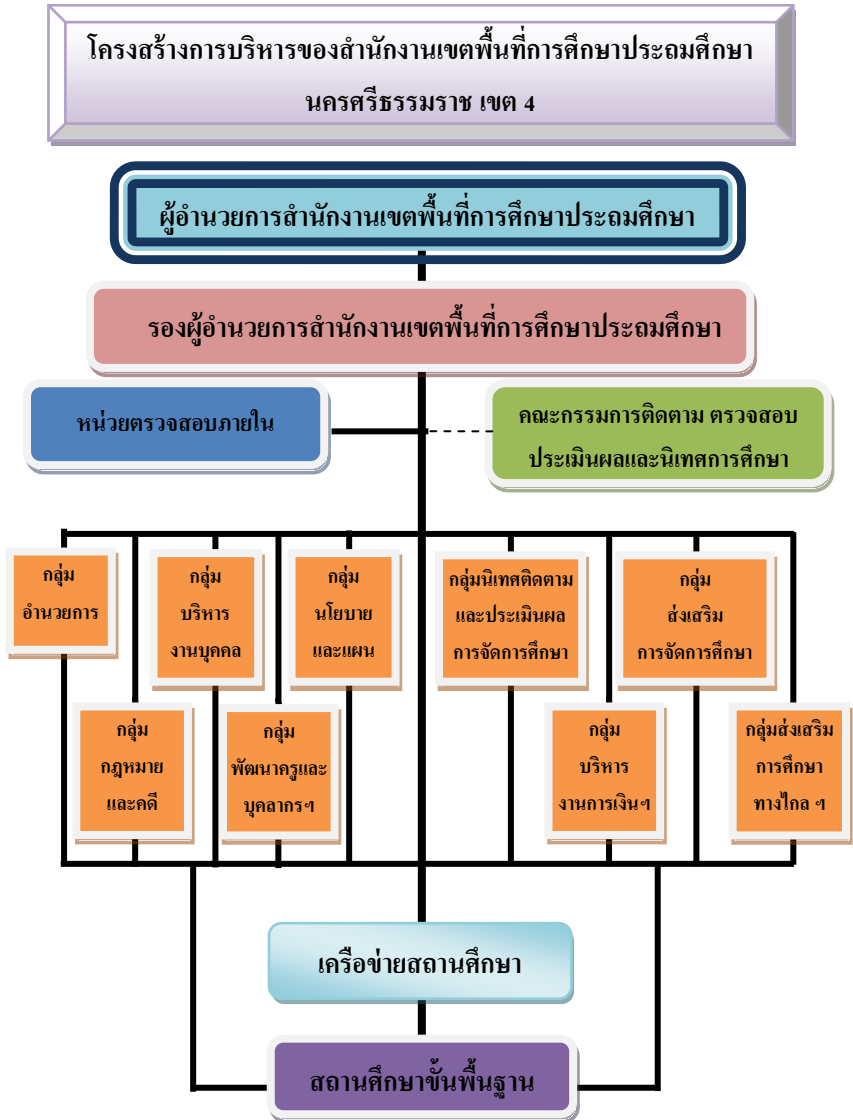 โครงสร้างการบริหารของสำนักงานเขตพื้นที่การศึกษาประถมศึกษา
นครศรีธรรมราช เขต 4
ผู้อำนวยการสำนักงานเขตพื้นที่การศึกษาประถมศึกษา
รองผู้อำนวยการสำนักงานเขตพื้นที่การศึกษาประถมศึกษา
หน่วยตรวจสอบภายใน
คณะกรรมการติดตาม ตรวจสอบ
ประเมินผลและนิเทศการศึกษา
กลุ่ม
อำนวยการ
กลุ่ม
บริหาร
งานบุคคล
กลุ่ม
นโยบาย
และแผน
กลุ่มนิเทศติดตาม
และประเมินผล
การจัดการศึกษา
กลุ่ม
ส่งเสริม
การจัดการศึกษา
กลุ่ม
กฎหมาย
และคดี
กลุ่ม
พัฒนาครูและ
บุคลากรฯ
กลุ่ม
บริหาร
งานการเงินฯ
กลุ่มส่งเสริม
การศึกษา
ทางไกล ฯ
เครือข่ายสถานศึกษา
สถานศึกษาขั้นพื้นฐาน